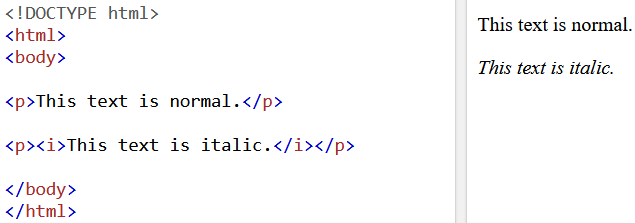 <!DOCTYPE html>
<html>
<body>
<p>This text is normal.</p>
<p><i>This text is italic.</i></p>
</body>
</html>
This text is normal.
This text is italic.